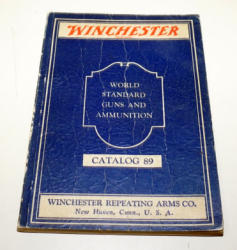 WINCHESTER
WORLD
STANDARD
GUNS AND
AMMUNITION
CATALOG 89
WINCHESTER REPEATING ARMS CO.
New Haven, Conn., U. S. A.